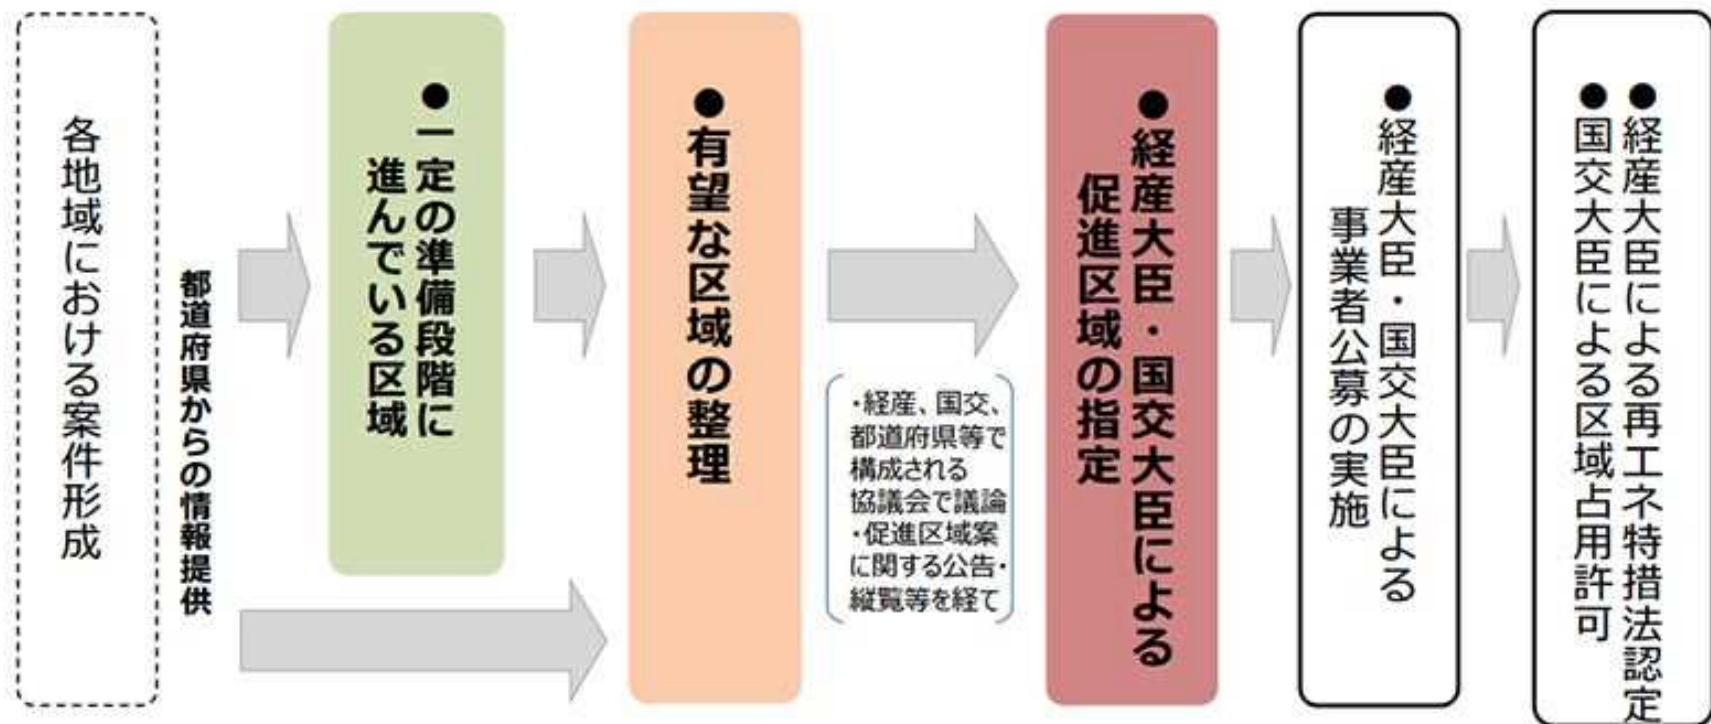 各地域における案件形成
都道府県からの情報提供
●一定の準備段階に
進んでいる区域
●有望な区域の整理
・経産、国交、
都道府県等で
構成される
協議会で議論
・促進区域案
に関する公告・
縦覧等を経て
●経産大臣・国交大臣による
促進区域の指定
●経産大臣・国交大臣による
事業者公募の実施
●経産大臣による再エネ特措法認定
●国交大臣による区域占用許可